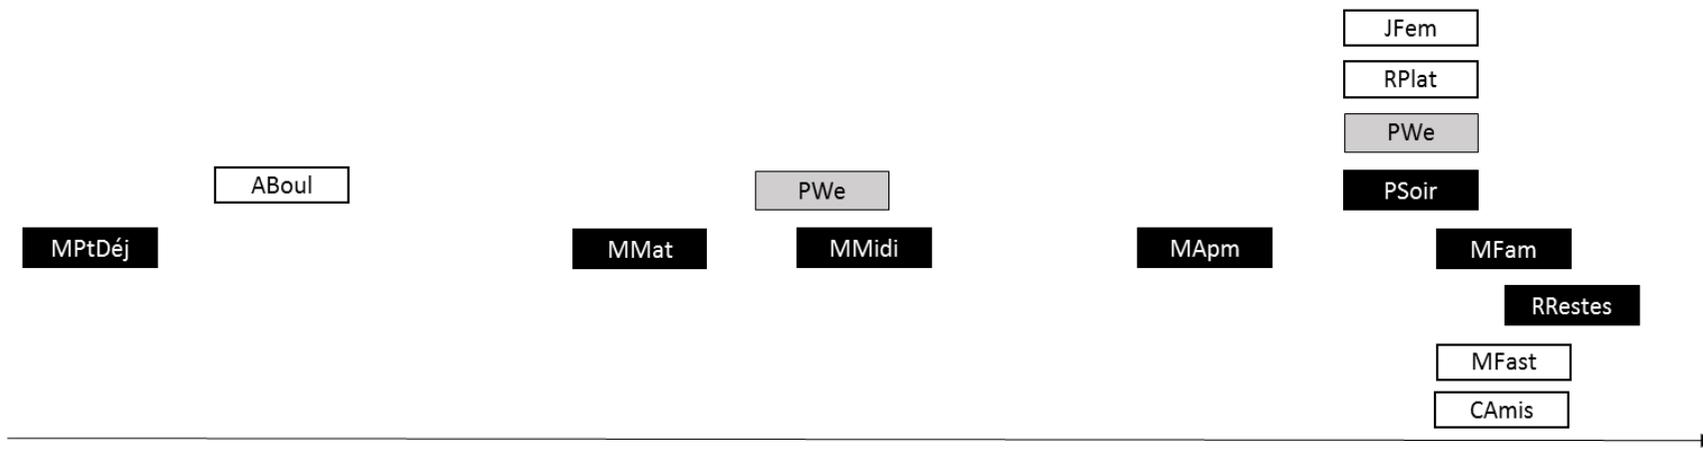 JFem
RPlat
PWe
ABoul
PWe
PSoir
MPtDéj
MMat
MMidi
MApm
MFam
RRestes
MFast
CAmis